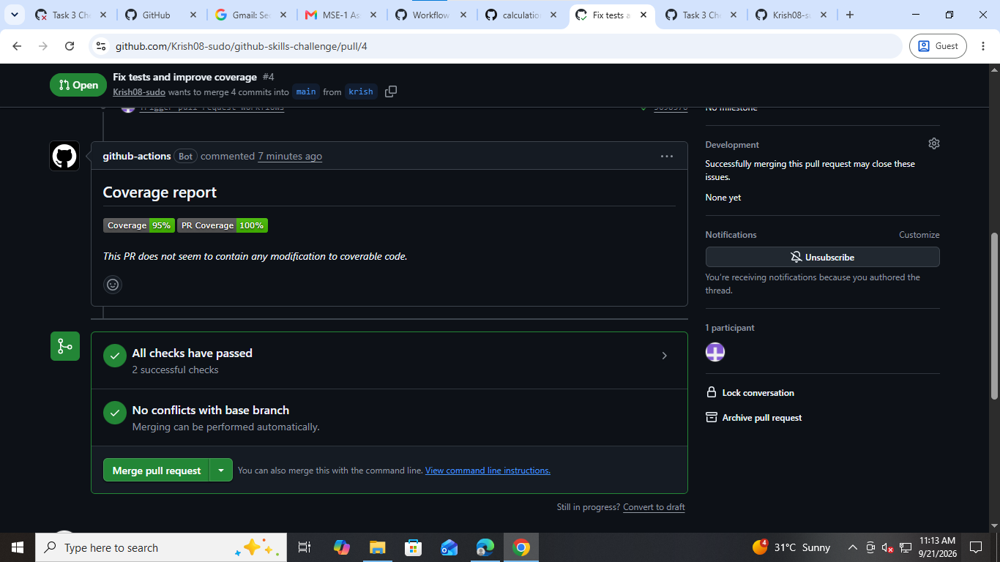 Task 3 Che
GitHub
Gmail: Sec
MSE-1 Ass
Workflow
calculation
Fix tests a
Task 3 Che
Krish08-su
github.com/Krish08-sudo/github-skills-challenge/pull/4
Guest
Open
Fix tests and improve coverage #4
Krish08-sudo wants to merge 4 commits into main from krish
Trigger pull request workflows
No milestone
github-actions Bot commented 7 minutes ago
Coverage report
Coverage 95% PR Coverage 100%
This PR does not seem to contain any modification to coverable code.
All checks have passed
2 successful checks
No conflicts with base branch
Merging can be performed automatically.
Merge pull request
You can also merge this with the command line. View command line instructions.
Still in progress? Convert to draft
Development
Successfully merging this pull request may close these
issues.
None yet
Notifications
Customize
Unsubscribe
You're receiving notifications because you authored the
thread.
1 participant
Lock conversation
Archive pull request
Type here to search
4
31°C Sunny
11:13 AM
9/21/2026